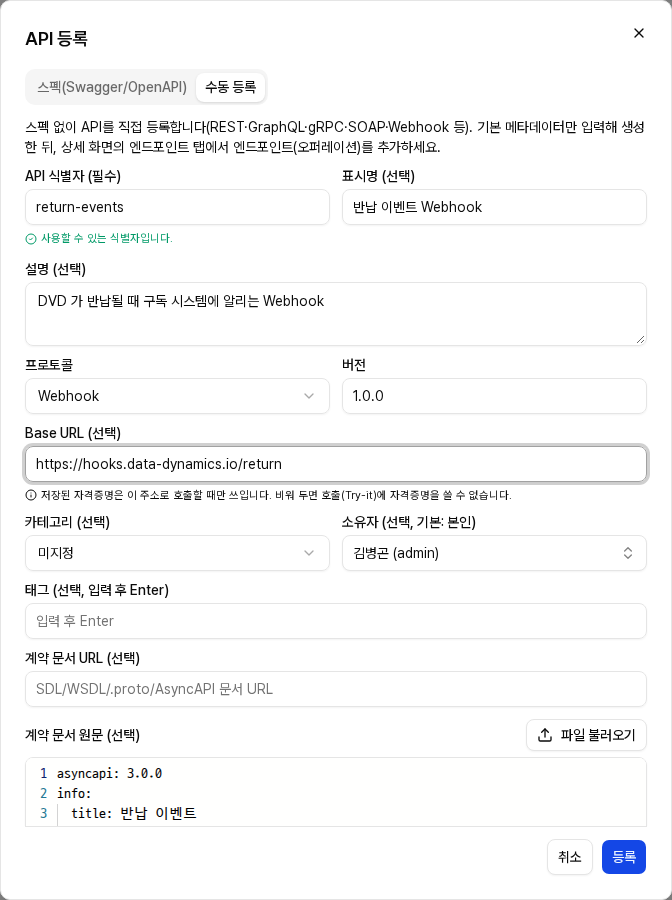 API 등록
스펙(Swagger/OpenAPI) 수동 등록
스펙 없이 API를 직접 등록합니다(REST·GraphQL·gRPC·SOAP·Webhook 등). 기본 메타데이터만 입력해 생성
한 뒤, 상세 화면의 엔드포인트 탭에서 엔드포인트(오퍼레이션)를 추가하세요.
API 식별자 (필수) 표시명 (선택)
return-events 반납 이벤트 Webhook
사용할 수 있는 식별자입니다.
설명 (선택)
DVD 가 반납될 때 구독 시스템에 알리는 Webhook
프로토콜 버전
Webhook 1.0.0
Base URL (선택)
https://hooks.data-dynamics.io/return
저장된 자격증명은 이 주소로 호출할 때만 쓰입니다. 비워 두면 호출(Try-it)에 자격증명을 쓸 수 없습니다.
카테고리 (선택) 소유자 (선택, 기본: 본인)
미지정 김병곤 (admin)
태그 (선택, 입력 후 Enter)
입력 후 Enter
계약 문서 URL (선택)
SDL/WSDL/.proto/AsyncAPI 문서 URL
계약 문서 원문 (선택) 파일 불러오기
1 asyncapi: 3.0.0
2 info:
3 title: 반납 이벤트
취소 등록